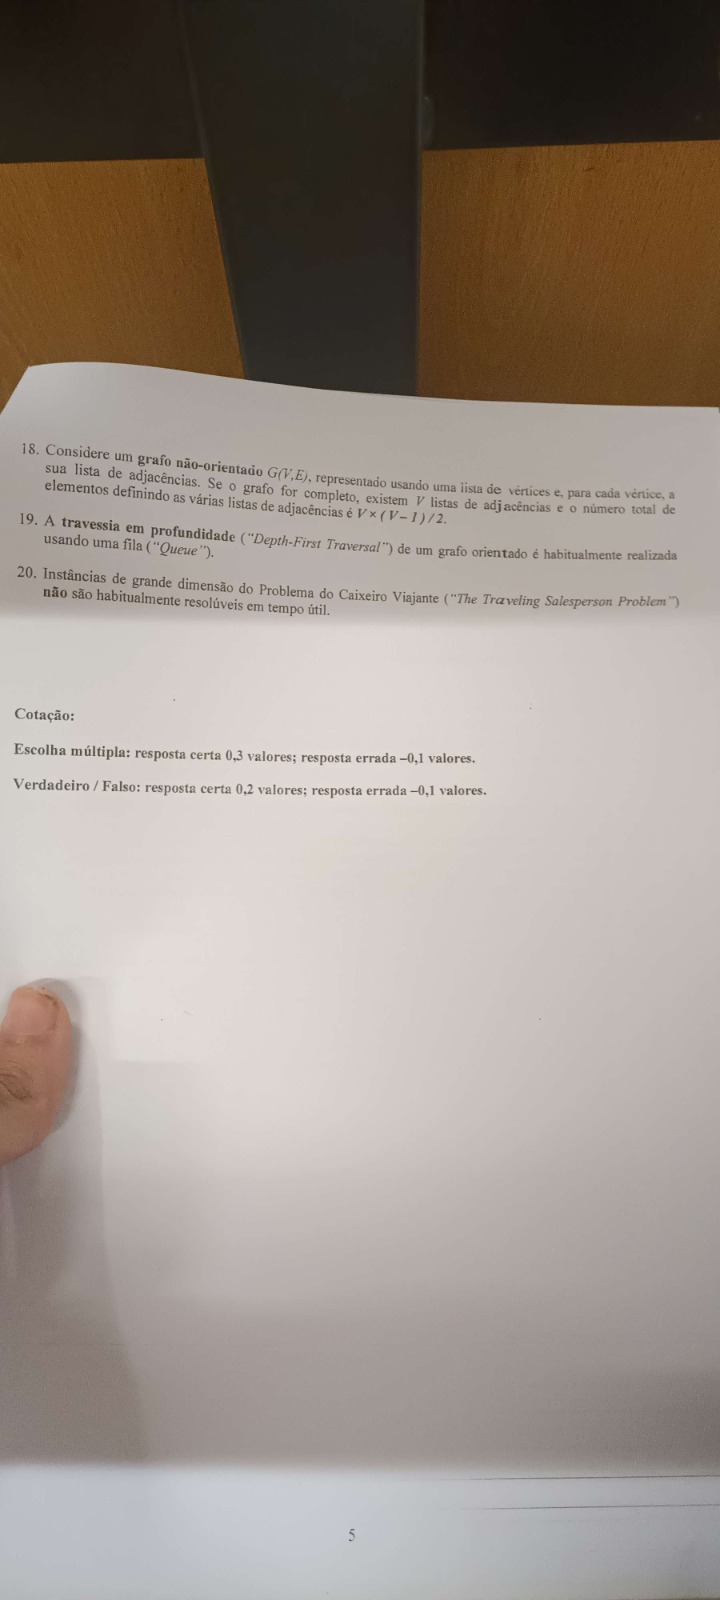 18. Considere um grafo não-orientado G(V,E), representado usando uma lista de vértices e, para cada vértice, a
sua lista de adjacências. Se o grafo for completo, existem V listas de adjacências e o número total de
elementos definindo as várias listas de adjacências é V × ( V – 1 ) / 2.
19. A travessia em profundidade (“Depth-First Traversal”) de um grafo orientado é habitualmente realizada
usando uma fila (“Queue”).
20. Instâncias de grande dimensão do Problema do Caixeiro Viajante (“The Traveling Salesperson Problem”)
não são habitualmente resolúveis em tempo útil.
Cotação:
Escolha múltipla: resposta certa 0,3 valores; resposta errada –0,1 valores.
Verdadeiro / Falso: resposta certa 0,2 valores; resposta errada –0,1 valores.
5